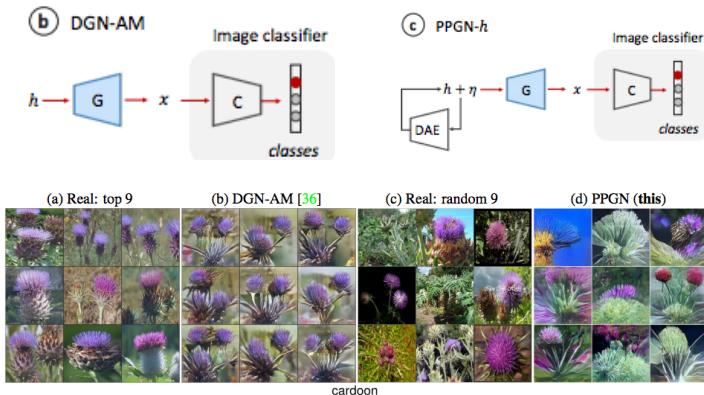 b DGN-AM
Image classifier
h G x C
classes
c PPGN-h
Image classifier
h + η G x C
DAE
classes
(a) Real: top 9 (b) DGN-AM [36] (c) Real: random 9 (d) PPGN (this)
cardoon